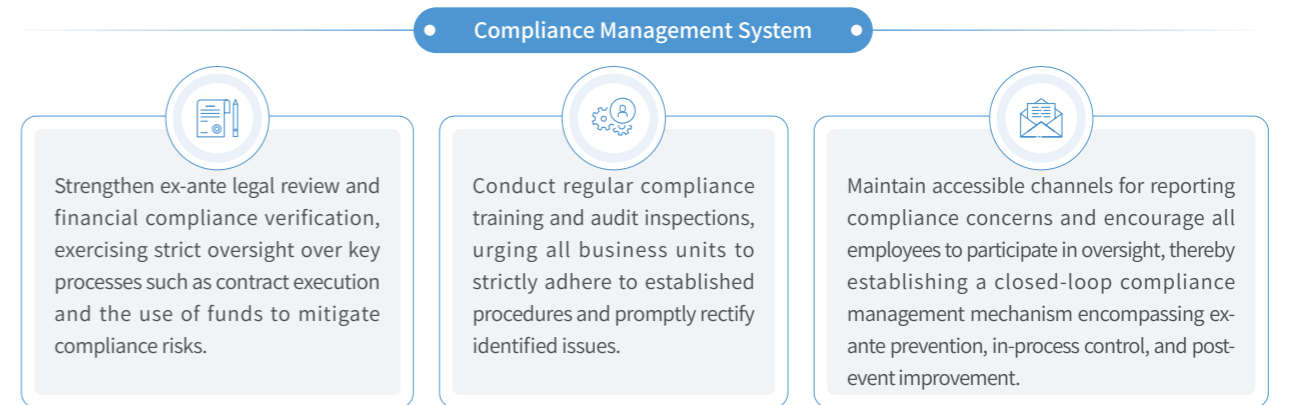 Compliance Management System
Strengthen ex-ante legal review and
financial compliance verification,
exercising strict oversight over key
processes such as contract execution
and the use of funds to mitigate
compliance risks.
Conduct regular compliance
training and audit inspections,
urging all business units to
strictly adhere to established
procedures and promptly rectify
identified issues.
Maintain accessible channels for reporting
compliance concerns and encourage all
employees to participate in oversight, thereby
establishing a closed-loop compliance
management mechanism encompassing ex-
ante prevention, in-process control, and post-
event improvement.